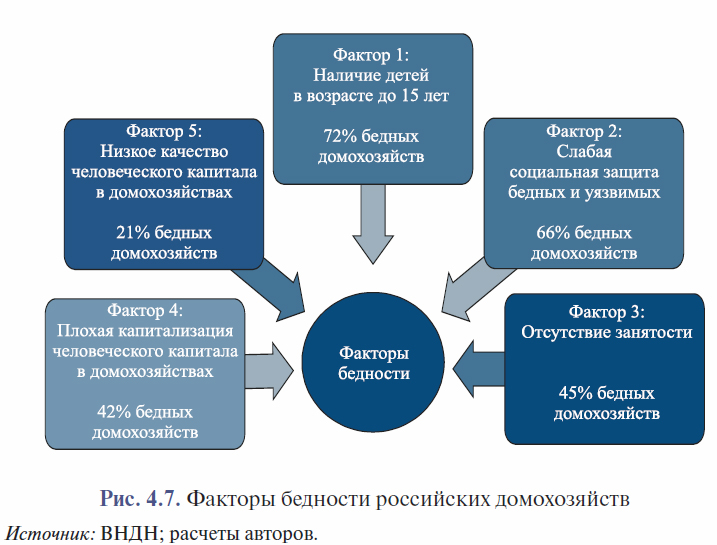 Фактор 1:
Наличие детей
в возрасте до 15 лет
72% бедных
домохозяйств
Фактор 2:
Слабая
социальная защита
бедных и уязвимых
66% бедных
домохозяйств
Фактор 3:
Отсутствие занятости
45% бедных
домохозяйств
Фактор 4:
Плохая капитализация
человеческого капитала
в домохозяйствах
42% бедных
домохозяйств
Фактор 5:
Низкое качество
человеческого капитала
в домохозяйствах
21% бедных
домохозяйств
Факторы
бедности
Рис. 4.7. Факторы бедности российских домохозяйств
Источник: ВНДН; расчеты авторов.